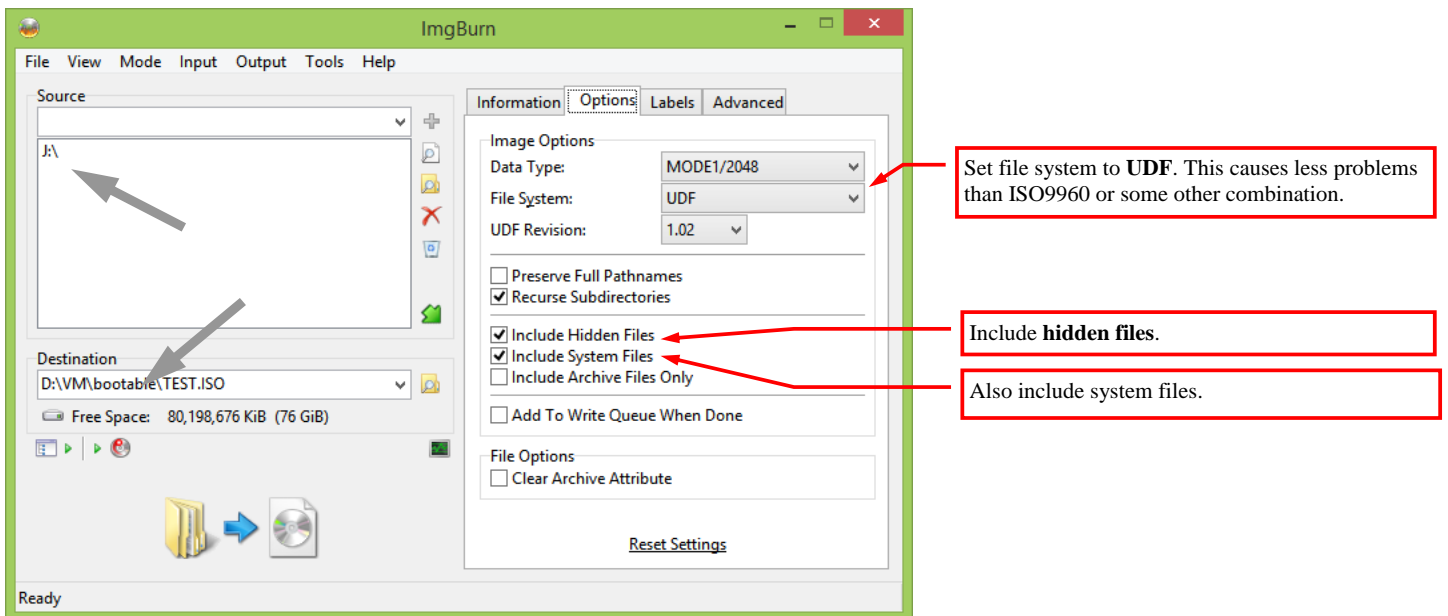 ImgBurn
File View Mode Input Output Tools Help
Source
J:\
Destination
D:\VM\bootable\TEST.ISO
Free Space: 80,198,676 KiB (76 GiB)
Ready
Information Options Labels Advanced
Image Options
Data Type: MODE1/2048
File System: UDF
UDF Revision: 1.02
Preserve Full Pathnames
Recurse Subdirectories
Include Hidden Files
Include System Files
Include Archive Files Only
Add To Write Queue When Done
File Options
Clear Archive Attribute
Reset Settings
Set file system to UDF. This causes less problems
than ISO9960 or some other combination.
Include hidden files.
Also include system files.